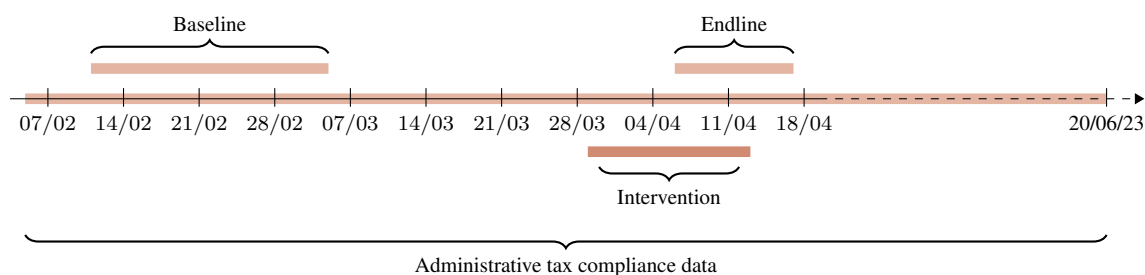 Baseline Endline
07/02 14/02 21/02 28/02 07/03 14/03 21/03 28/03 04/04 11/04 18/04 20/06/23
Intervention
Administrative tax compliance data